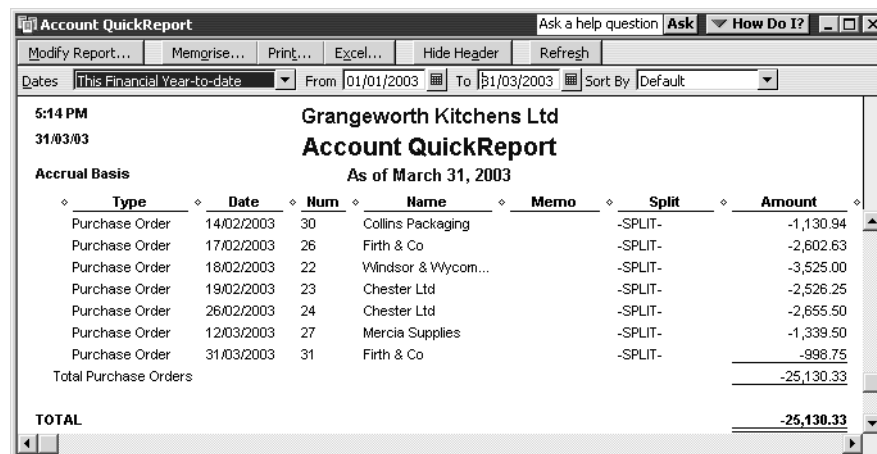 Account QuickReport Ask a help question Ask How Do I?
Modify Report... Memorise... Print... Excel... Hide Header Refresh
Dates This Financial Year-to-date From 01/01/2003 To 31/03/2003 Sort By Default
5:14 PM Grangeworth Kitchens Ltd
31/03/03 Account QuickReport
Accrual Basis As of March 31, 2003
Type Date Num Name Memo Split Amount
Purchase Order 14/02/2003 30 Collins Packaging -SPLIT- -1,130.94
Purchase Order 17/02/2003 26 Firth & Co -SPLIT- -2,602.63
Purchase Order 18/02/2003 22 Windsor & Wycom... -SPLIT- -3,525.00
Purchase Order 19/02/2003 23 Chester Ltd -SPLIT- -2,526.25
Purchase Order 26/02/2003 24 Chester Ltd -SPLIT- -2,655.50
Purchase Order 12/03/2003 27 Mercia Supplies -SPLIT- -1,339.50
Purchase Order 31/03/2003 31 Firth & Co -SPLIT- -998.75
Total Purchase Orders -25,130.33
TOTAL -25,130.33